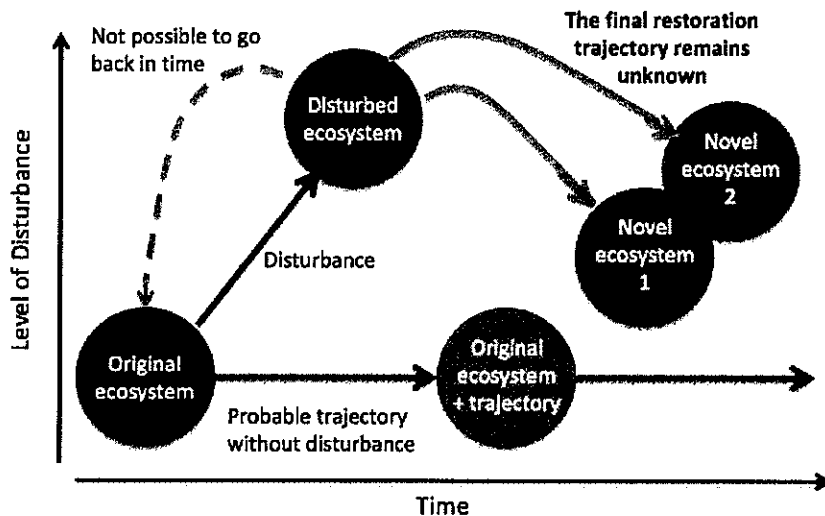 Not possible to go
back in time
The final restoration
trajectory remains
unknown
Disturbed
ecosystem
Novel
ecosystem
2
Novel
ecosystem
1
Level of Disturbance
Disturbance
Original
ecosystem
Original
ecosystem
+ trajectory
Probable trajectory
without disturbance
Time